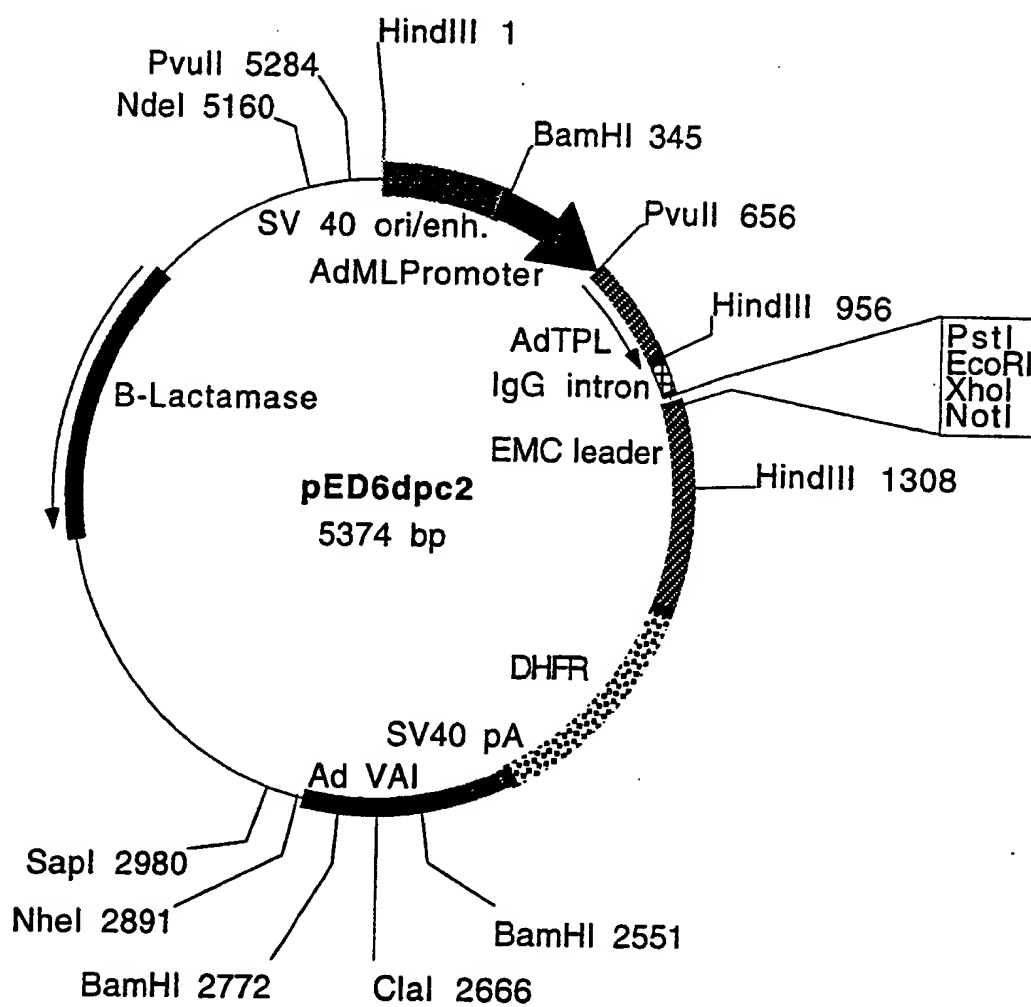 HindIII 1
PvuII 5284
NdeI 5160
BamHI 345
SV 40 ori/enh.
PvuII 656
AdMLPromoter
HindIII 956
AdTPL
IgG intron
PstI
EcoRI
XhoI
NotI
B-Lactamase
EMC leader
HindIII 1308
pED6dpc2
5374 bp
DHFR
SV40 pA
Ad VAI
SapI 2980
NheI 2891
BamHI 2551
BamHI 2772
ClaI 2666